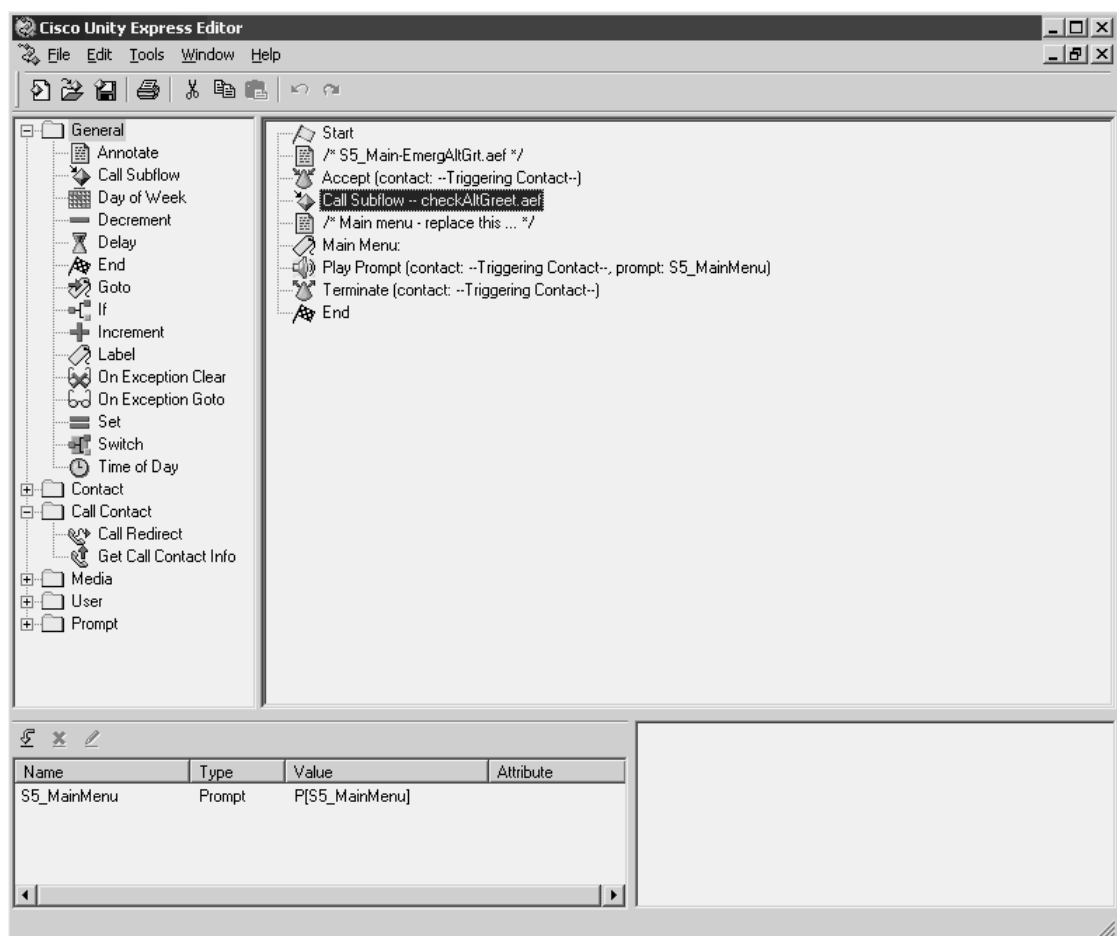 Cisco Unity Express Editor
File Edit Tools Window Help
General
Annotate
Call Subflow
Day of Week
Decrement
Delay
End
Goto
If
Increment
Label
On Exception Clear
On Exception Goto
Set
Switch
Time of Day
Contact
Call Contact
Call Redirect
Get Call Contact Info
Media
User
Prompt
Start
/* S5_Main-EmergAltGrt.aef */
Accept (contact: --Triggering Contact--)
Call Subflow -- checkAltGreet.aef
/* Main menu - replace this ... */
Main Menu:
Play Prompt (contact: --Triggering Contact--, prompt: S5_MainMenu)
Terminate (contact: --Triggering Contact--)
End
Name Type Value Attribute
S5_MainMenu Prompt P[S5_MainMenu]